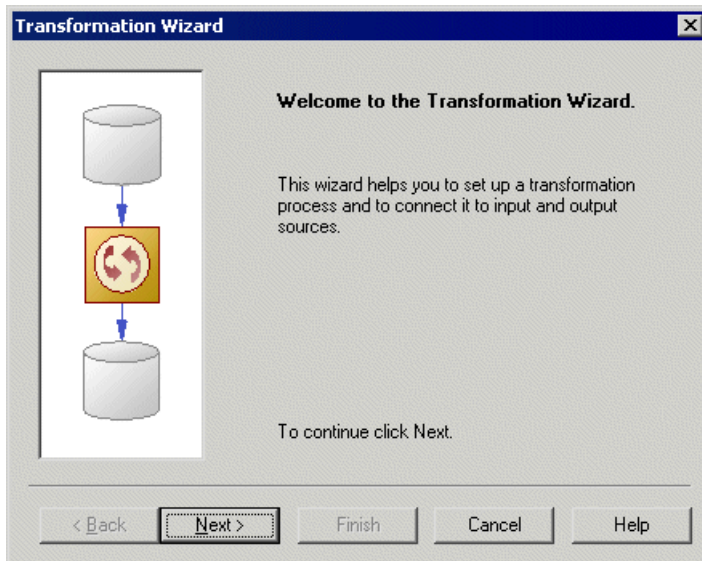 Transformation Wizard
Welcome to the Transformation Wizard.
This wizard helps you to set up a transformation
process and to connect it to input and output
sources.
To continue click Next.
< Back Next > Finish Cancel Help